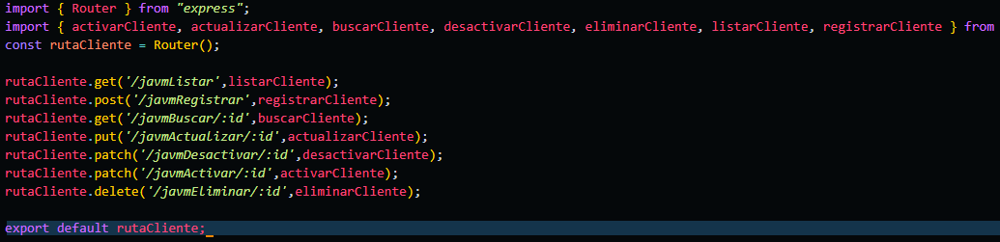 import { Router } from "express";
import { activarCliente, actualizarCliente, buscarCliente, desactivarCliente, eliminarCliente, listarCliente, registrarCliente } from
const rutaCliente = Router();
rutaCliente.get('/javmListar',listarCliente);
rutaCliente.post('/javmRegistrar',registrarCliente);
rutaCliente.get('/javmBuscar/:id',buscarCliente);
rutaCliente.put('/javmActualizar/:id',actualizarCliente);
rutaCliente.patch('/javmDesactivar/:id',desactivarCliente);
rutaCliente.patch('/javmActivar/:id',activarCliente);
rutaCliente.delete('/javmEliminar/:id',eliminarCliente);
export default rutaCliente;